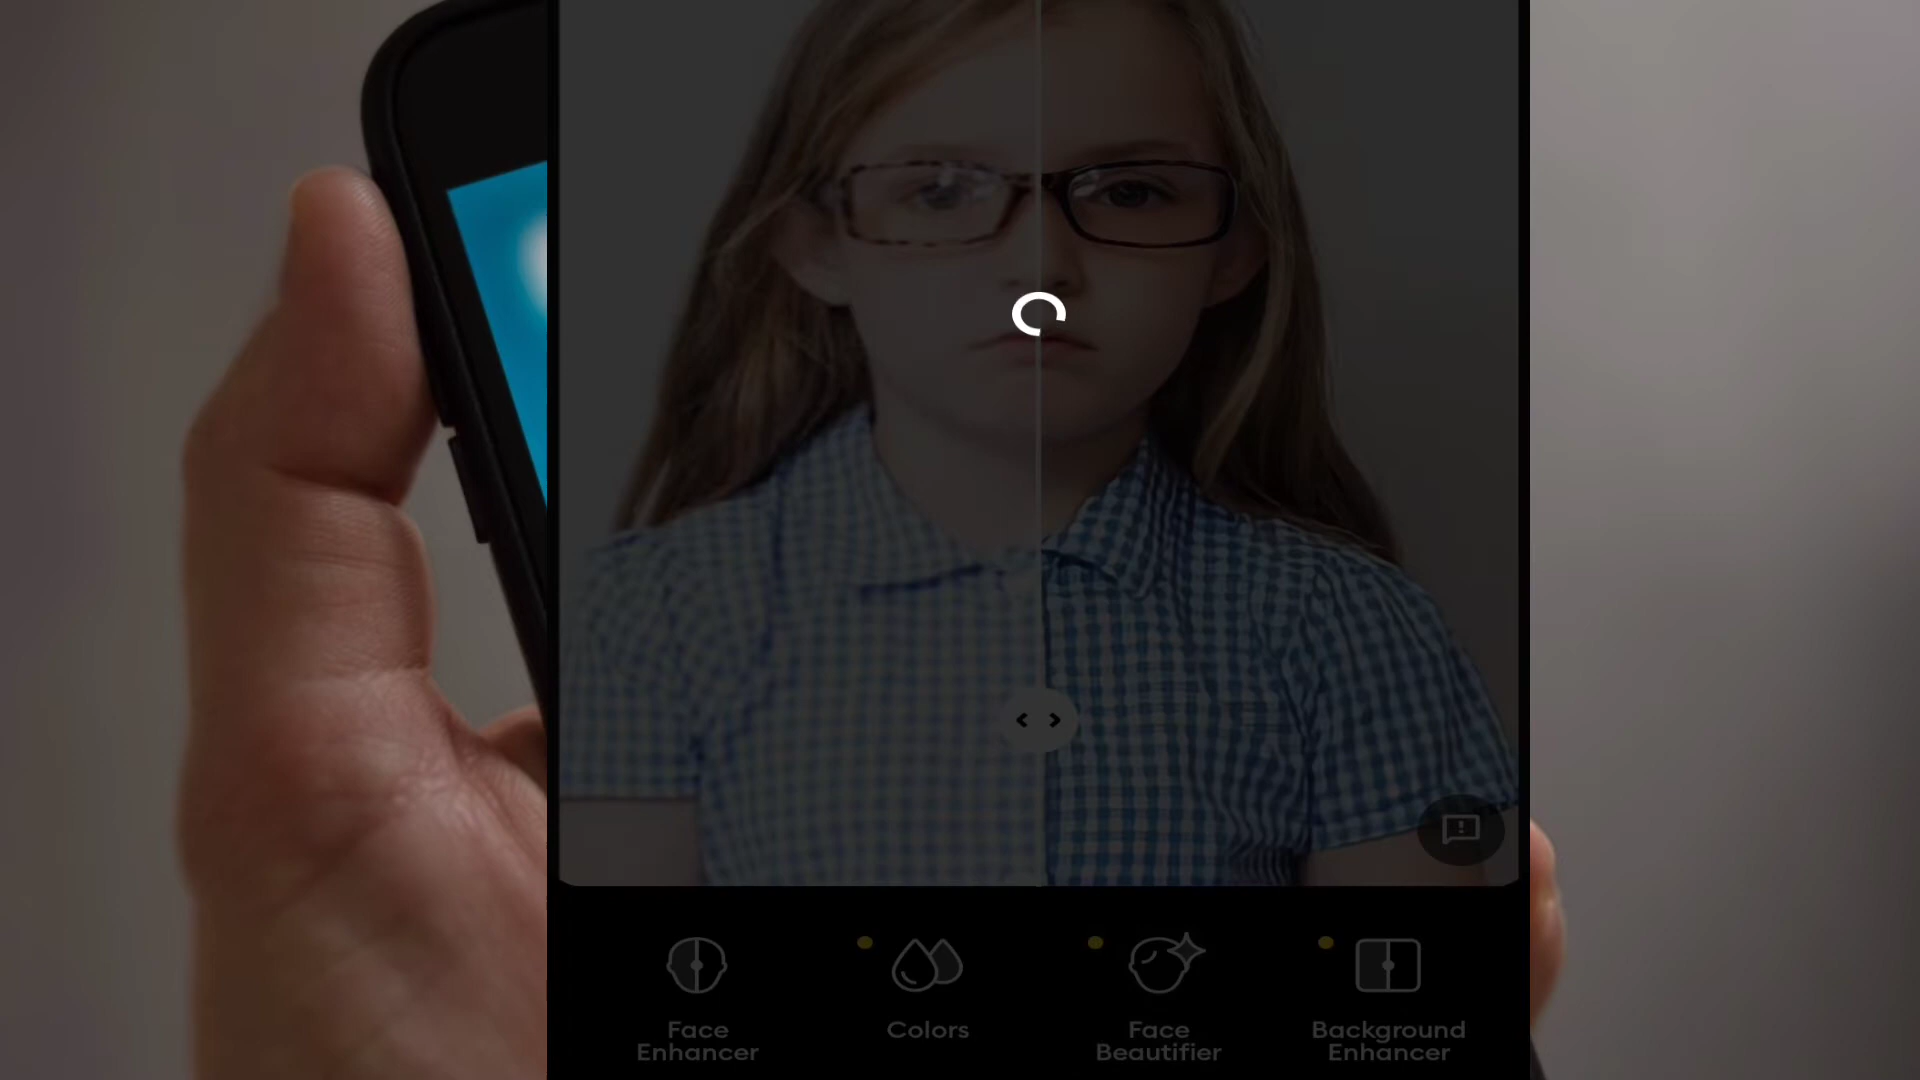 Face
Enhancer
Colors
Face
Beautifier
Background
Enhancer